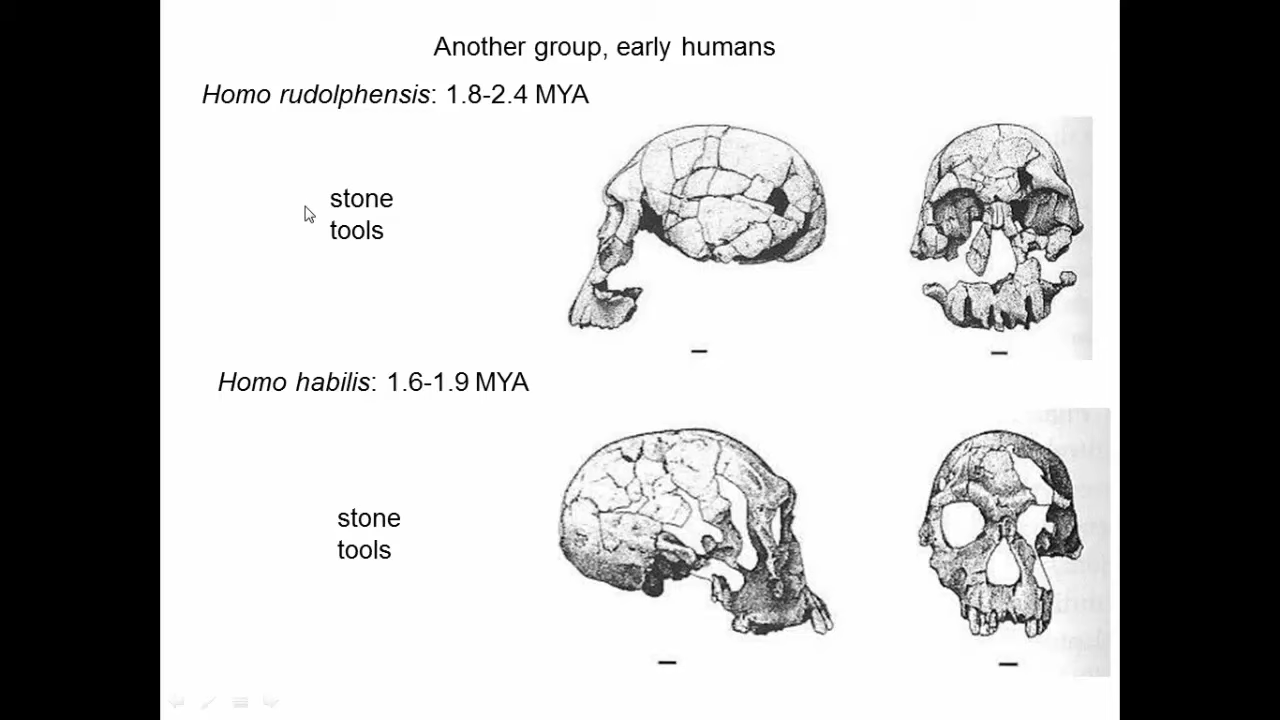 Another group, early humans
Homo rudolphensis: 1.8-2.4 MYA
stone
tools
Homo habilis: 1.6-1.9 MYA
stone
tools